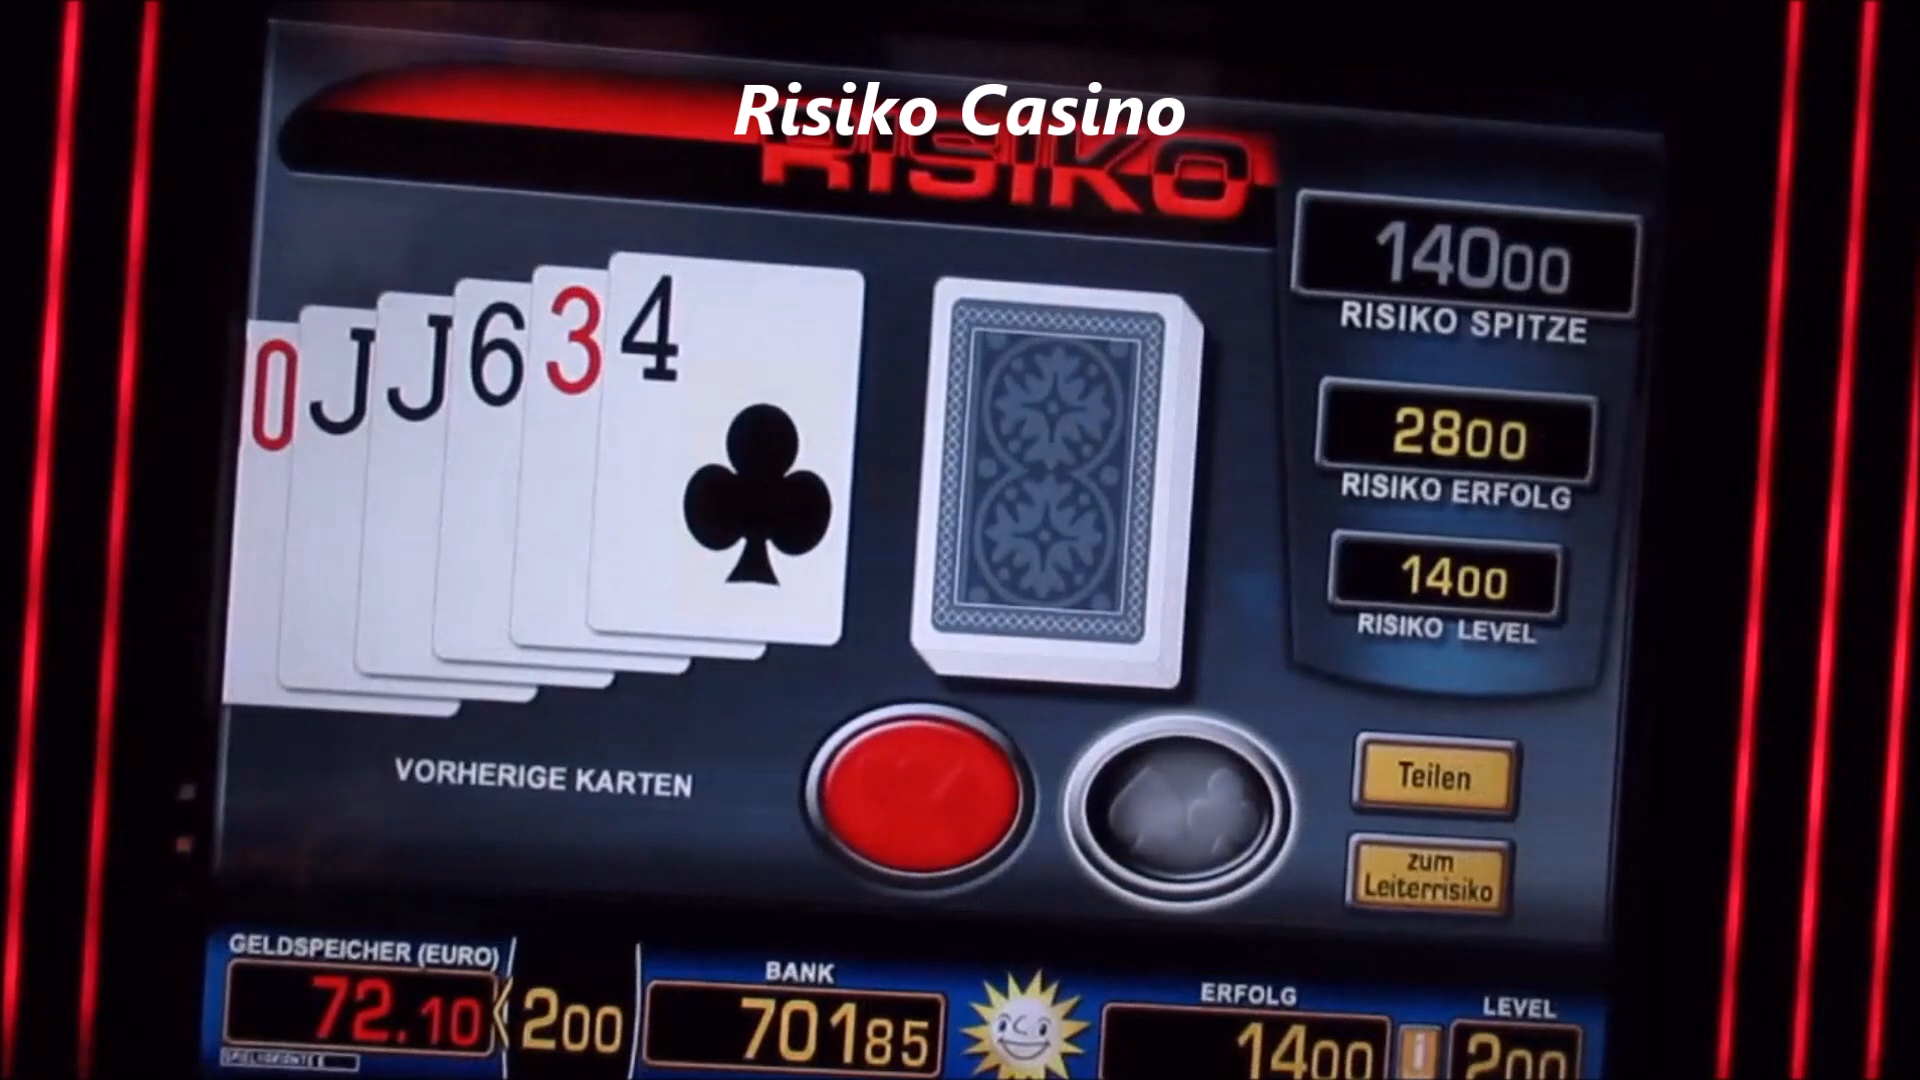 Risiko Casino
RISIKO
14000
RISIKO SPITZE
0 J J 6 3 4
2800
RISIKO ERFOLG
1400
RISIKO LEVEL
VORHERIGE KARTEN
Teilen
zum
Leiterrisiko
GELDSPEICHER (EURO)
72.10
200
BANK
70185
ERFOLG
1400
i
LEVEL
200